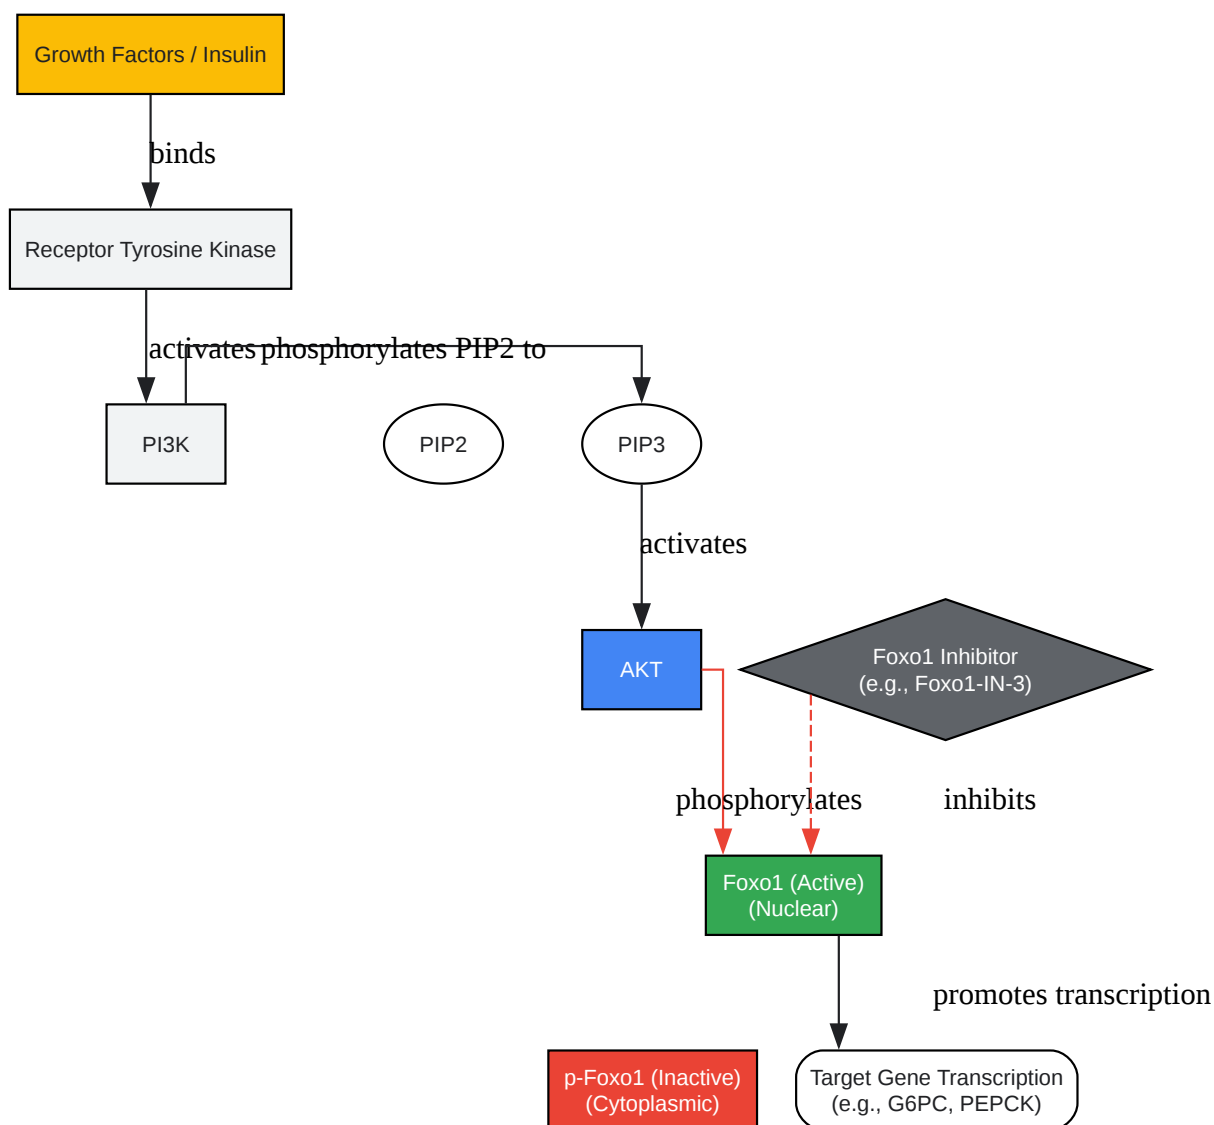 Growth Factors / Insulin
binds
Receptor Tyrosine Kinase
activates
phosphorylates PIP2 to
PI3K
PIP2
PIP3
activates
AKT
Foxo1 Inhibitor
(e.g., Foxo1-IN-3)
phosphorylates
inhibits
Foxo1 (Active)
(Nuclear)
promotes transcription
p-Foxo1 (Inactive)
(Cytoplasmic)
Target Gene Transcription
(e.g., G6PC, PEPCK)